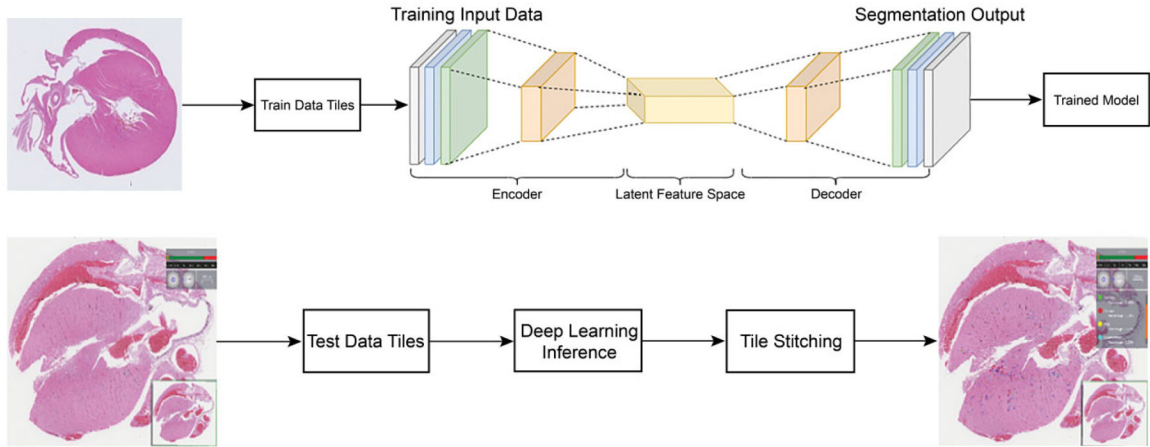 Training Input Data
Segmentation Output
Train Data Tiles
Trained Model
Encoder
Latent Feature Space
Decoder
Test Data Tiles
Deep Learning
Inference
Tile Stitching